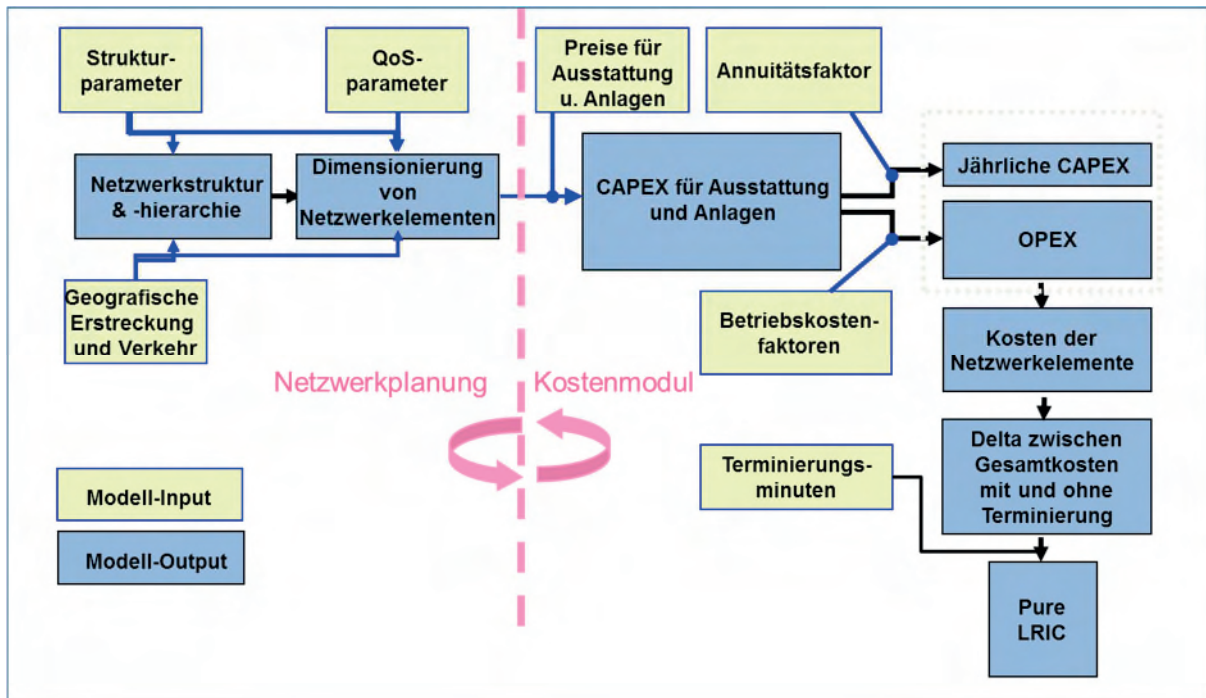 Struktur-
parameter
QoS-
parameter
Preise für
Ausstattung
u. Anlagen
Annuitätsfaktor
Netzwerkstruktur
& -hierarchie
Dimensionierung
von
Netzwerkelementen
CAPEX für Ausstattung
und Anlagen
Jährliche CAPEX
OPEX
Geografische
Erstreckung
und Verkehr
Betriebskosten-
faktoren
Kosten der
Netzwerkelemente
Netzwerkplanung
Kostenmodul
Delta zwischen
Gesamtkosten
mit und ohne
Terminierung
Terminierungs-
minuten
Modell-Input
Modell-Output
Pure
LRIC